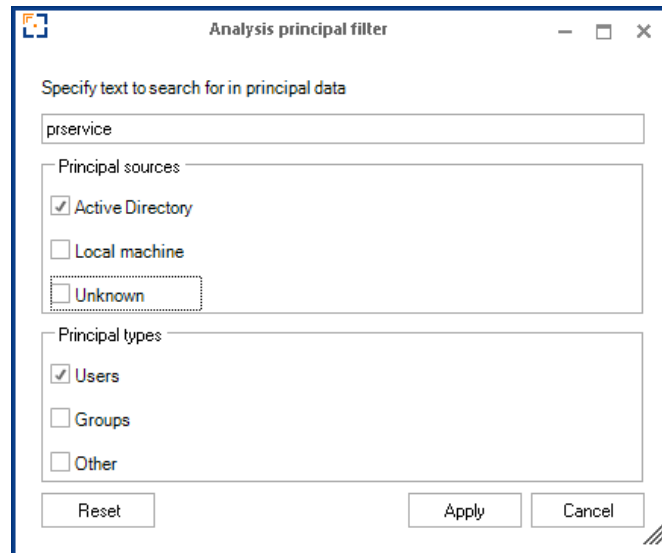 Analysis principal filter
Specify text to search for in principal data
prservice
Principal sources
Active Directory
Local machine
Unknown
Principal types
Users
Groups
Other
Reset Apply Cancel